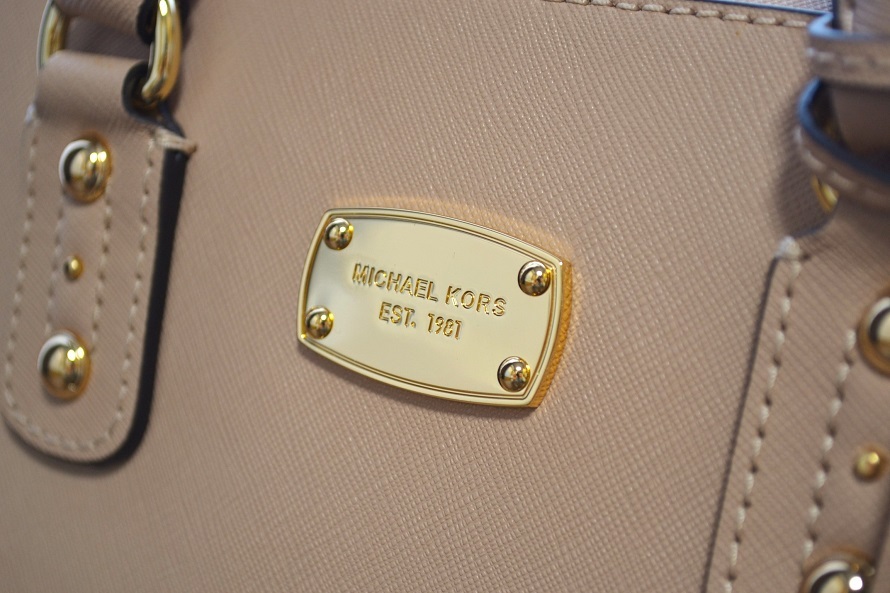 MICHAEL KORS
EST. 1981